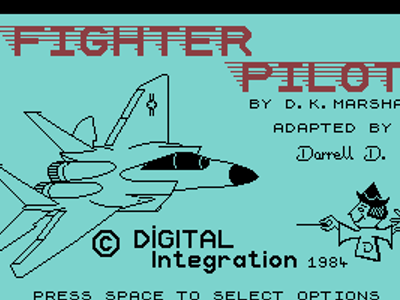 FIGHTER
PILOT
BY D.K.MARSHA
ADAPTED BY
Darrell D.
D
© DiGITAL
Integration 1984
PRESS SPACE TO SELECT OPTIONS